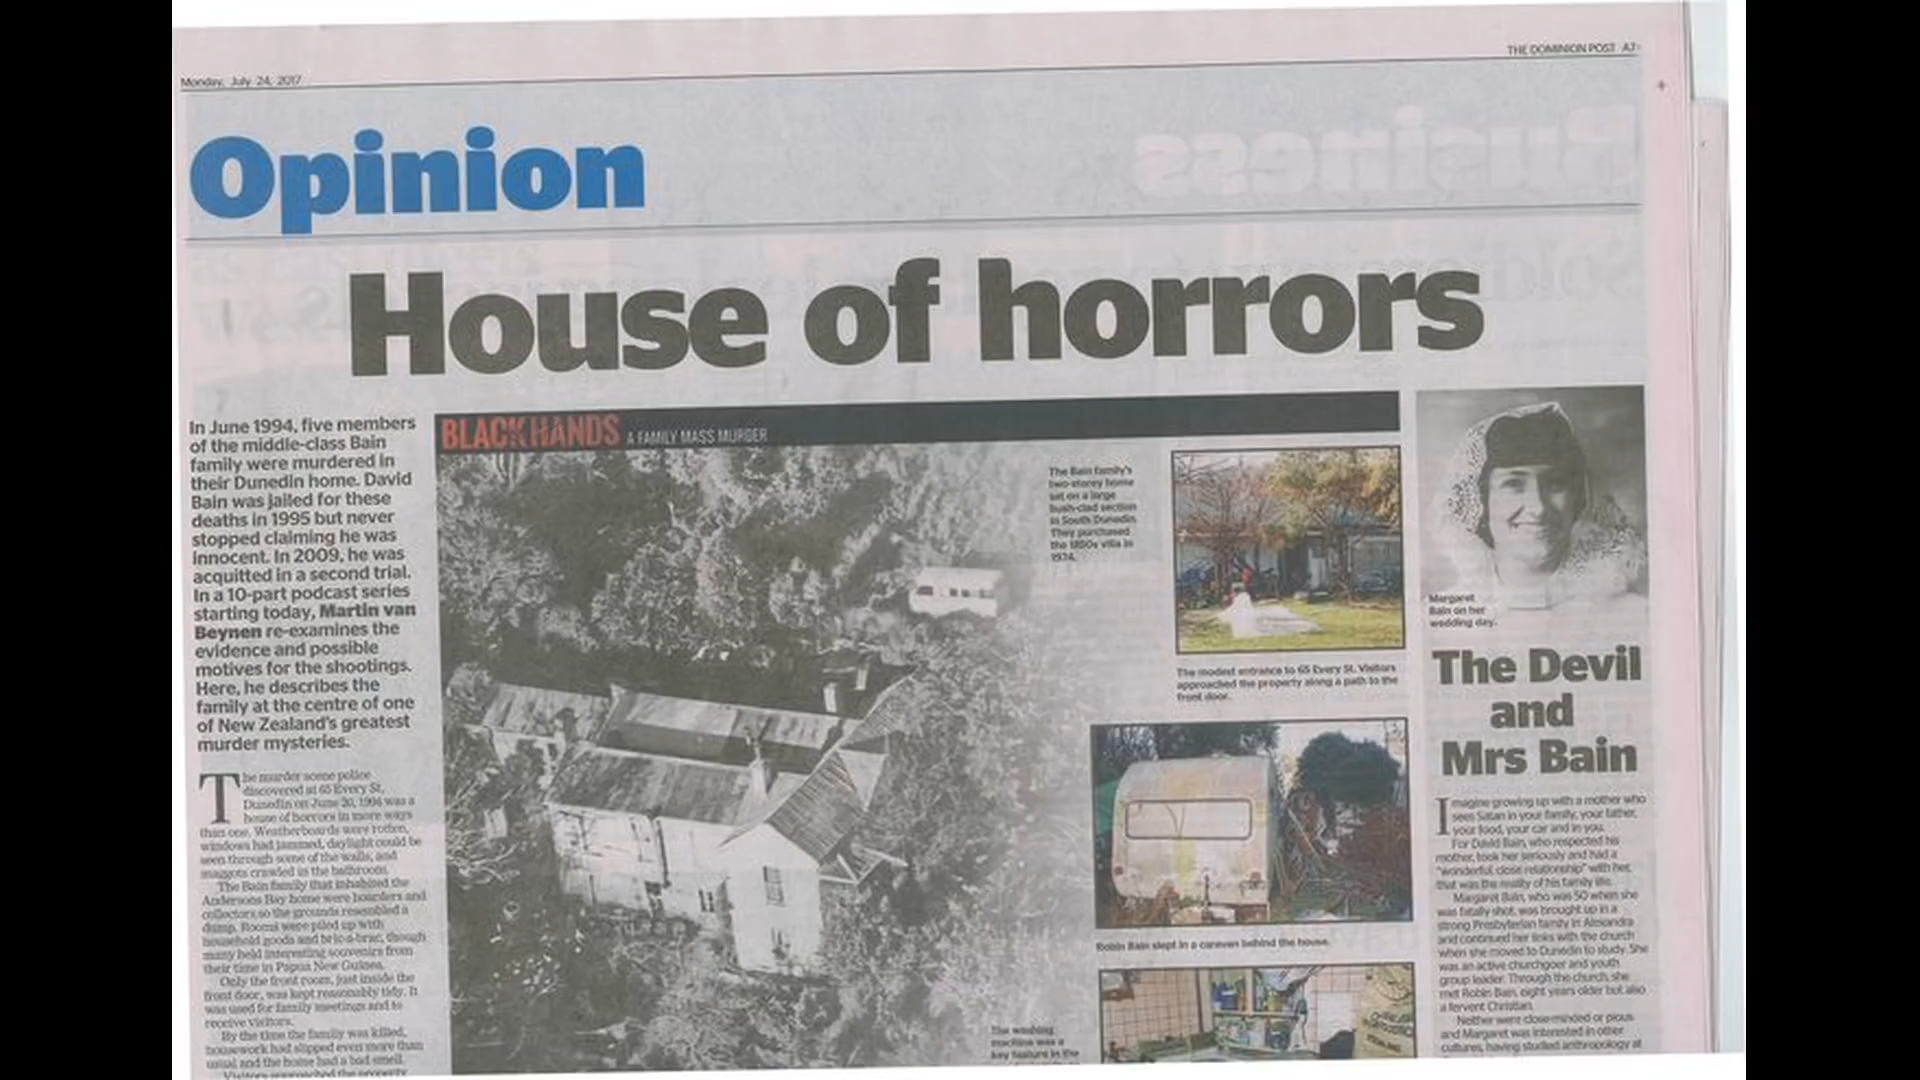 Monday, July 24, 2017
THE DOMINION POST A7
Opinion
Business
House of horrors
In June 1994, five members
of the middle-class Bain
family were murdered in
their Dunedin home. David
Bain was jailed for these
deaths in 1995 but never
stopped claiming he was
innocent. In 2009, he was
acquitted in a second trial.
In a 10-part podcast series
starting today, Martin van
Beynen re-examines the
evidence and possible
motives for the shootings.
Here, he describes the
family at the centre of one
of New Zealand's greatest
murder mysteries.
The murder scene police
discovered at 65 Every St,
Dunedin on June 20, 1994 was a
house of horrors in more ways
than one. Weatherboards were rotten,
windows had jammed, daylight could be
seen through some of the walls, and
maggots crawled in the bathroom.
The Bain family that inhabited the
Andersons Bay home were hoarders and
collectors so the grounds resembled a
dump. Rooms were piled up with
household goods and bric-a-brac, though
many held interesting souvenirs from
their time in Papua New Guinea.
Only the front room, just inside the
front door, was kept reasonably tidy. It
was used for family meetings and to
receive visitors.
By the time the family was killed,
housework had slipped even more than
usual and the home had a bad smell.
Visitors approached the property
BLACK HANDS A FAMILY MASS MURDER
The Bain family's
two-storey home
sat on a large
bush-clad section
in South Dunedin.
They purchased
the 1880s villa in
1974.
The modest entrance to 65 Every St. Visitors
approached the property along a path to the
front door.
Robin Bain slept in a caravan behind the house.
The washing
machine was a
key feature in the
Margaret
Bain on her
wedding day.
The Devil
and
Mrs Bain
Imagine growing up with a mother who
sees Satan in your family, your father,
your food, your car and in you.
For David Bain, who respected his
mother, took her seriously and had a
"wonderful, close relationship" with her,
that was the reality of his family life.
Margaret Bain, who was 50 when she
was fatally shot, was brought up in a
strong Presbyterian family in Alexandra
and continued her links with the church
when she moved to Dunedin to study. She
was an active churchgoer and youth
group leader. Through the church, she
met Robin Bain, eight years older but also
a fervent Christian.
Neither were close-minded or pious
and Margaret was interested in other
cultures, having studied anthropology at